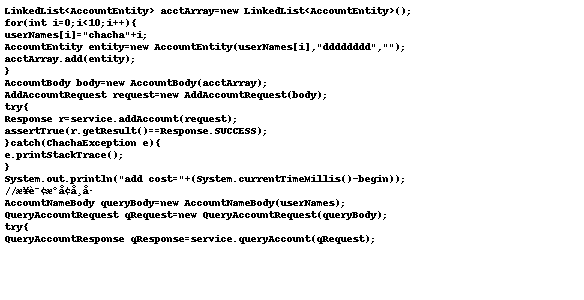 LinkedList<AccountEntity> acctArray=new LinkedList<AccountEntity>();
for(int i=0;i<10;i++){
userNames[i]="chacha"+i;
AccountEntity entity=new AccountEntity(userNames[i],"dddddddd","");
acctArray.add(entity);
}
AccountBody body=new AccountBody(acctArray);
AddAccountRequest request=new AddAccountRequest(body);
try{
Response r=service.addAccount(request);
assertTrue(r.getResult()==Response.SUCCESS);
}catch(ChachaException e){
e.printStackTrace();
}
System.out.println("add cost="+(System.currentTimeMillis()-begin));
//
AccountNameBody queryBody=new AccountNameBody(userNames);
QueryAccountRequest qRequest=new QueryAccountRequest(queryBody);
try{
QueryAccountResponse qResponse=service.queryAccount(qRequest);